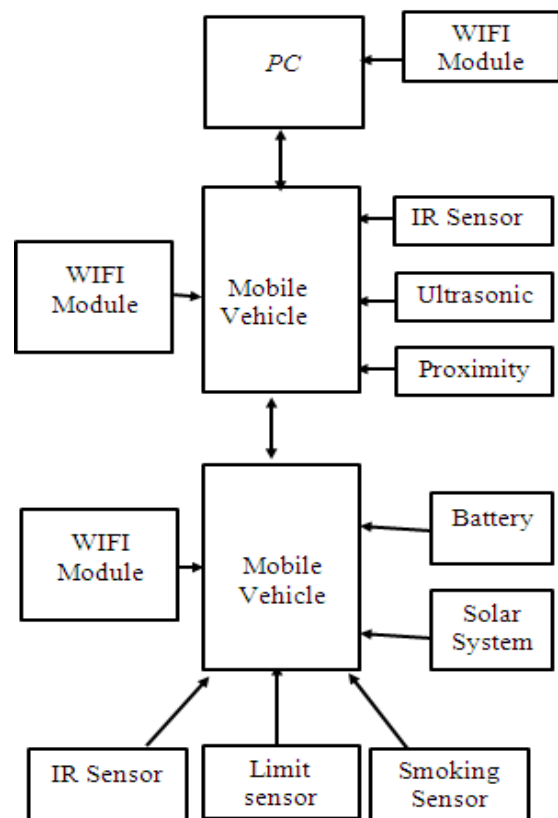 PC
WIFI
Module
IR Sensor
WIFI
Module
Mobile
Vehicle
Ultrasonic
Proximity
WIFI
Module
Mobile
Vehicle
Battery
Solar
System
IR Sensor
Limit
sensor
Smoking
Sensor